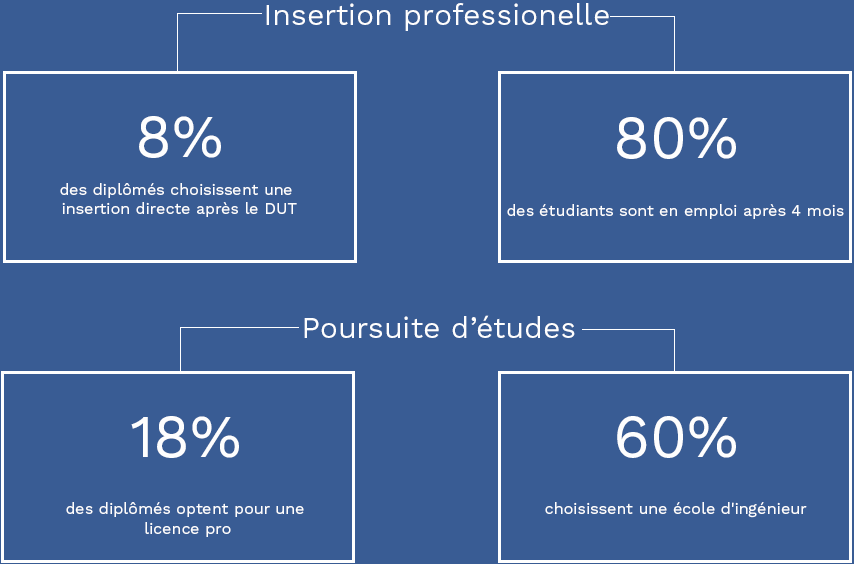 Insertion professionelle
8%
des diplômés choisissent une
insertion directe après le DUT
80%
des étudiants sont en emploi après 4 mois
Poursuite d’études
18%
des diplômés optent pour une
licence pro
60%
choisissent une école d'ingénieur